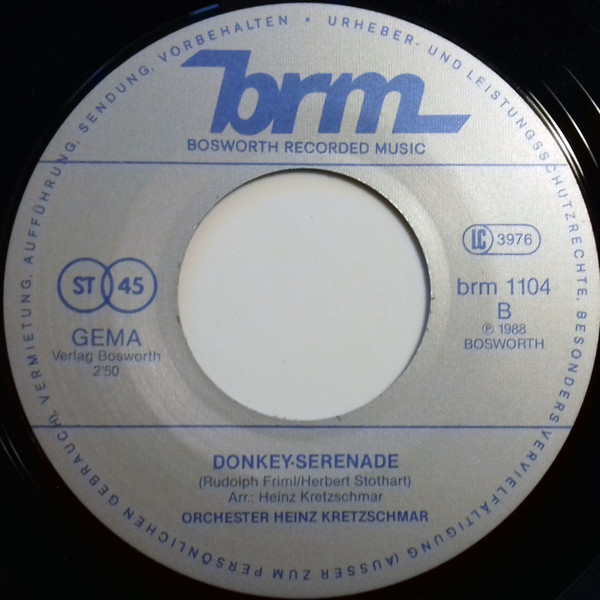 URHEBER- UND LEISTUNGSSCHUTZRECHTE, BESONDERS VERVIELFÄLTIGUNG (AUSSER ZUM PERSÖNLICHEN GEBRAUCH), VERMIETUNG, AUFFÜHRUNG, SENDUNG, VORBEHALTEN •
brm
BOSWORTH RECORDED MUSIC
LC 3976
ST 45
brm 1104
B
GEMA
℗ 1988
Verlag Bosworth
BOSWORTH
2'50
DONKEY-SERENADE
(Rudolph Friml/Herbert Stothart)
Arr.: Heinz Kretzschmar
ORCHESTER HEINZ KRETZSCHMAR